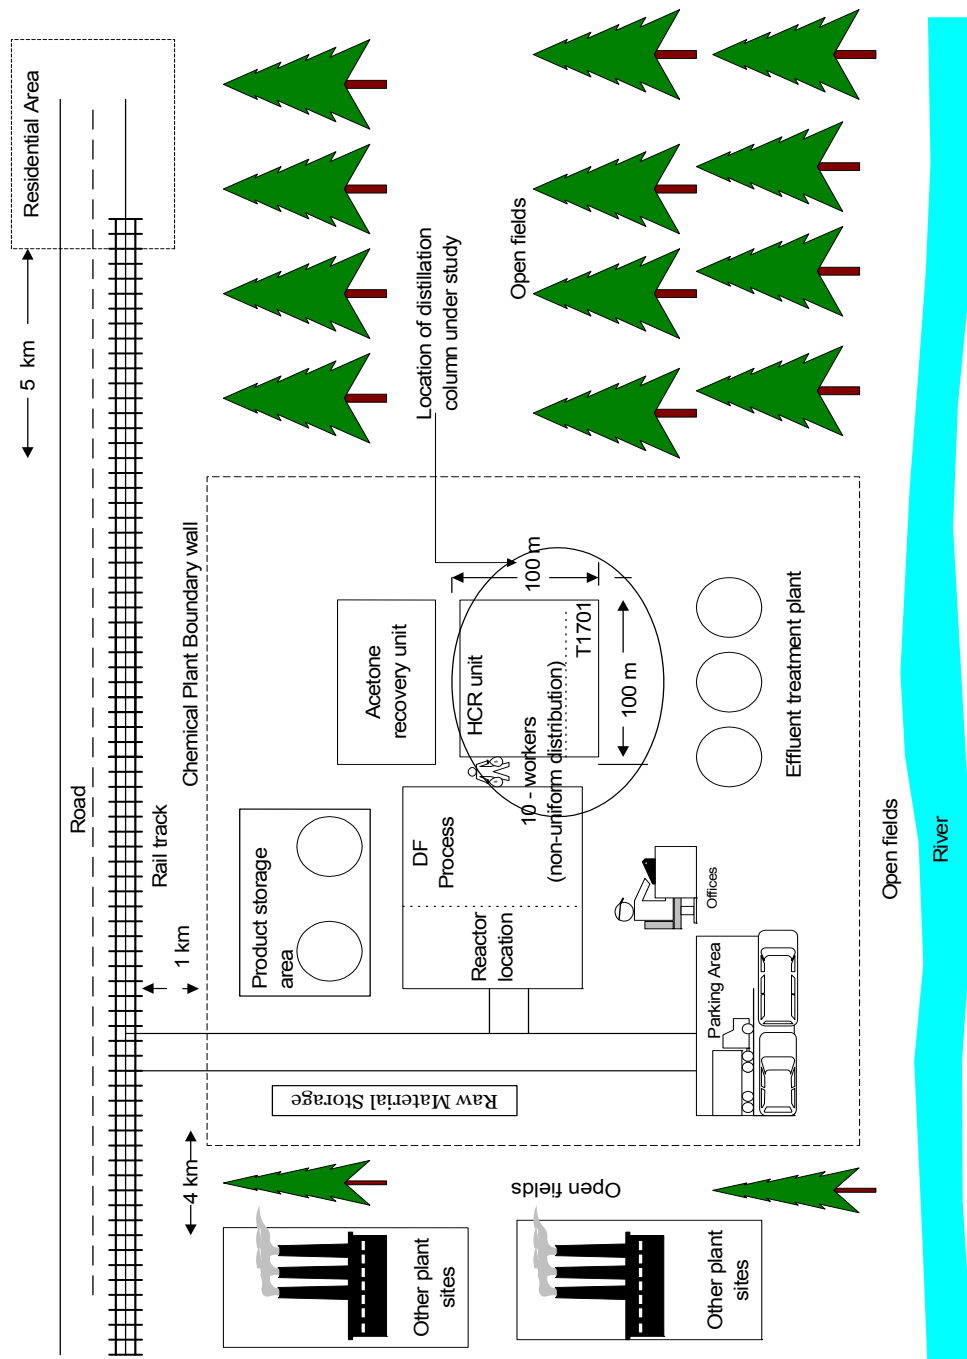 Residential Area
5 km
Road
Rail track
1 km
Chemical Plant Boundary wall
4 km
Product storage
area
Acetone
recovery unit
Location of distillation
column under study
Open fields
DF
Process
Reactor
location
HCR unit
T1701
100 m
100 m
10 - workers
(non-uniform distribution)
Raw Material Storage
Offices
Parking Area
Effluent treatment plant
Open fields
Open fields
River
Other plant
sites
Other plant
sites